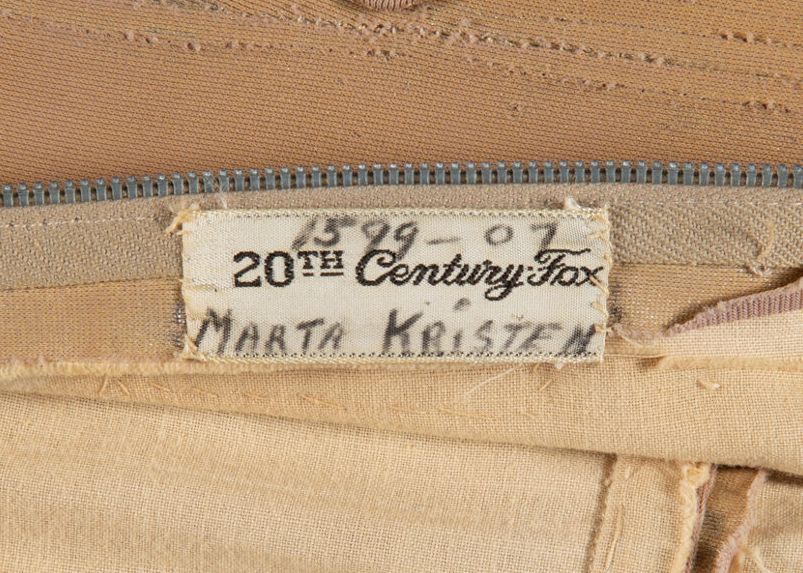 1599-07
20TH Century-Fox
MARTA KRISTEN